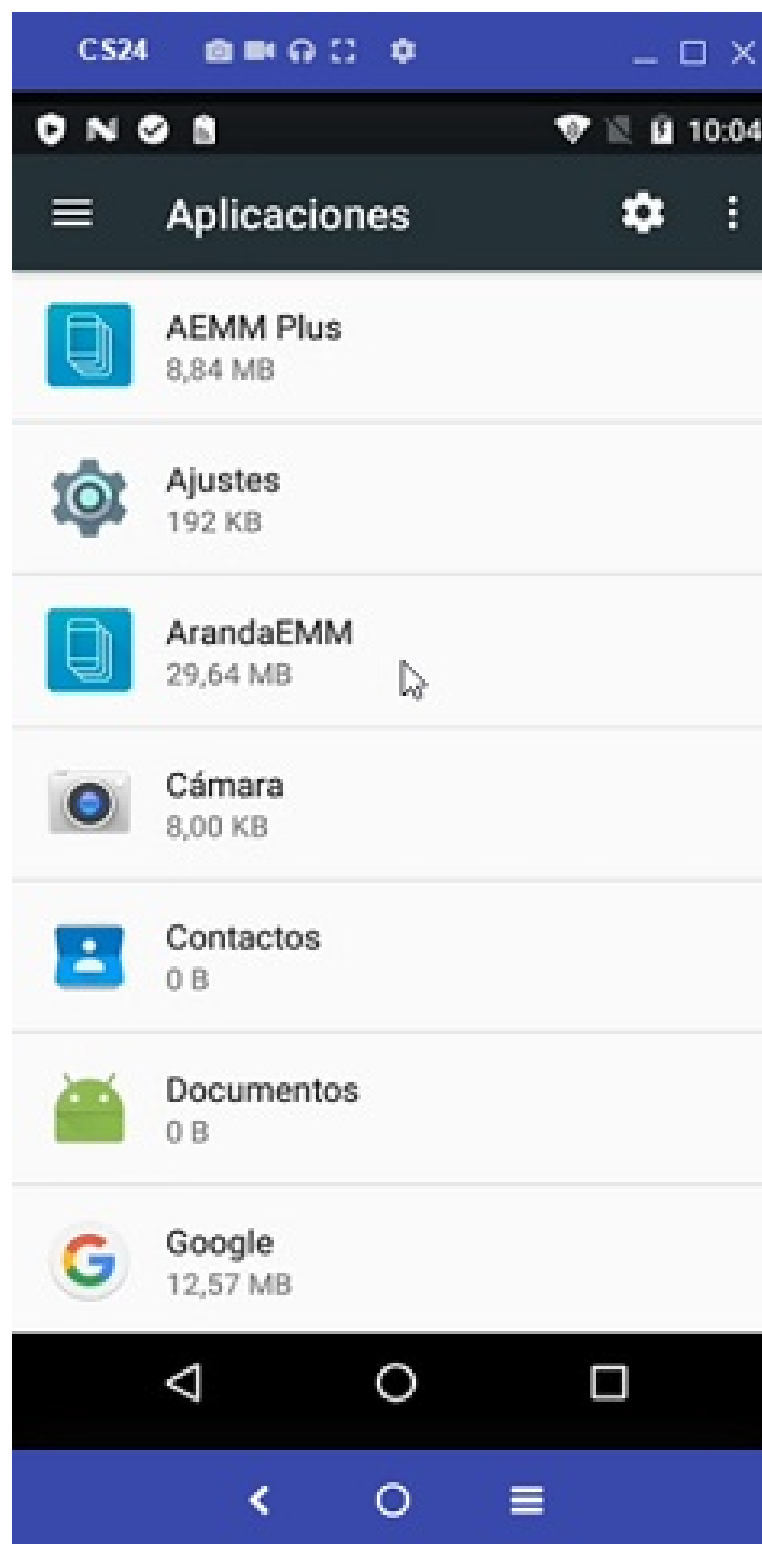 CS24
10:04
Aplicaciones
AEMM Plus
8,84 MB
Ajustes
192 KB
ArandaEMM
29,64 MB
Cámara
8,00 KB
Contactos
0 B
Documentos
0 B
Google
12,57 MB